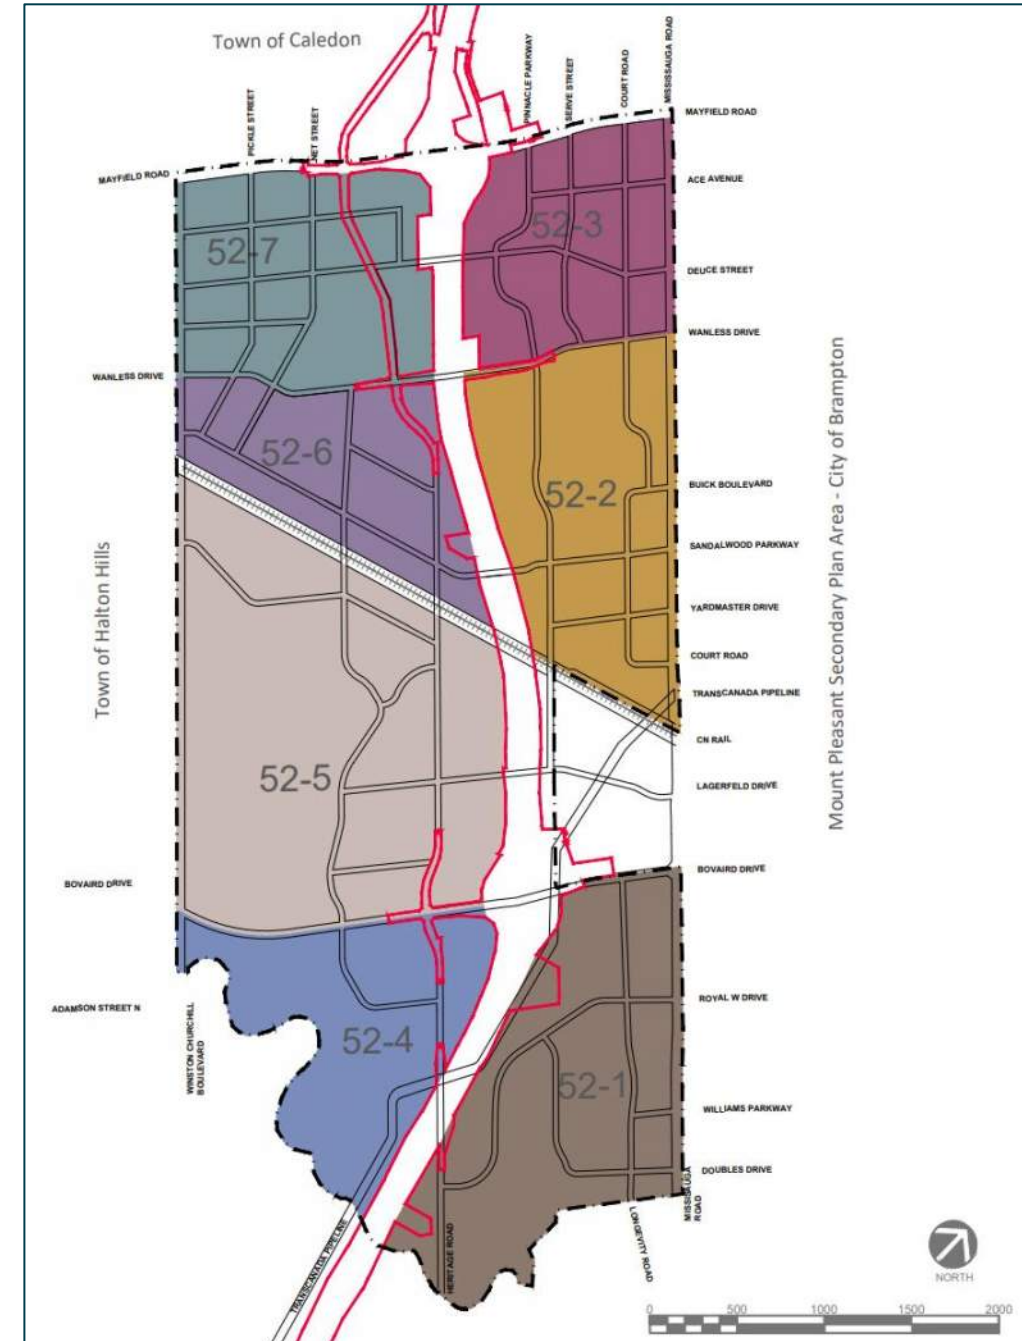 Town of Caledon
PICKLE STREET
NET STREET
PINNACLE PARKWAY
SERVE STREET
COURT ROAD
MISSISSAUGA ROAD
MAYFIELD ROAD
MAYFIELD ROAD
ACE AVENUE
52-3
52-7
DEUCE STREET
WANLESS DRIVE
WANLESS DRIVE
52-6
52-2
BUICK BOULEVARD
SANDALWOOD PARKWAY
Town of Halton Hills
Mount Pleasant Secondary Plan Area - City of Brampton
YARDMASTER DRIVE
COURT ROAD
TRANSCANADA PIPELINE
CN RAIL
52-5
LAGERFELD DRIVE
BOVAIRD DRIVE
BOVAIRD DRIVE
ADAMSON STREET N
ROYAL W DRIVE
WINSTON CHURCHILL
BOULEVARD
52-4
52-1
WILLIAMS PARKWAY
DOUBLES DRIVE
MISSISSAUGA
ROAD
TRANSCANADA PIPELINE
HERITAGE ROAD
LONGEVITY ROAD
NORTH
0 500 1000 1500 2000